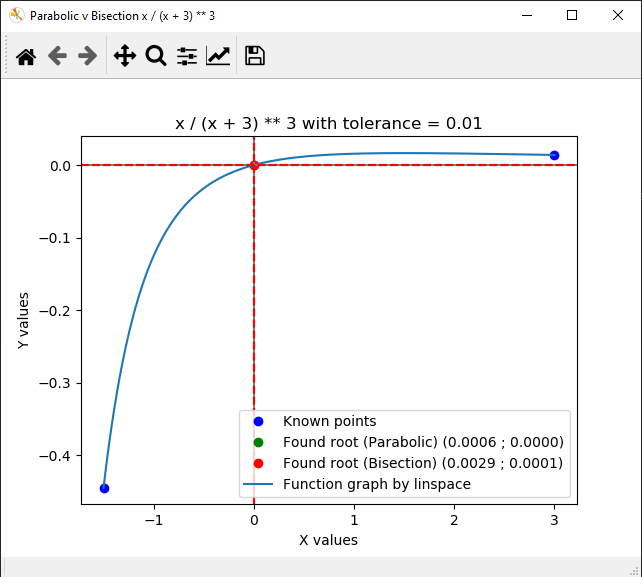 Parabolic v Bisection x / (x + 3) ** 3
x / (x + 3) ** 3 with tolerance = 0.01
0.0
−0.1
−0.2
−0.3
−0.4
Y values
Known points
Found root (Parabolic) (0.0006 ; 0.0000)
Found root (Bisection) (0.0029 ; 0.0001)
Function graph by linspace
−1 0 1 2 3
X values